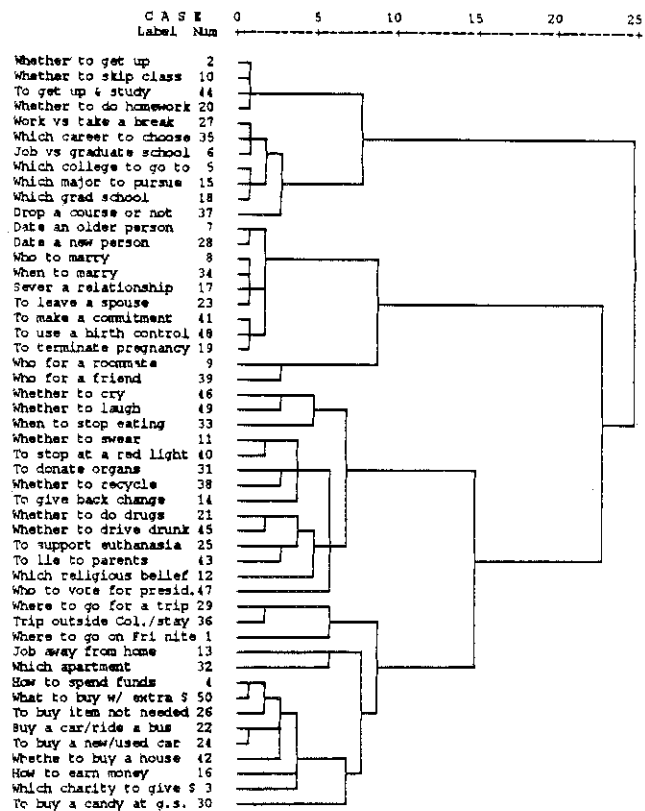 C A S E 0 5 10 15 20 25
Label Num
Whether to get up 2
Whether to skip class 10
To get up & study 44
Whether to do homework 20
Work vs take a break 27
Which career to choose 35
Job vs graduate school 6
Which college to go to 5
Which major to pursue 15
Which grad school 18
Drop a course or not 37
Date an older person 7
Date a new person 28
Who to marry 8
When to marry 34
Sever a relationship 17
To leave a spouse 23
To make a commitment 41
To use a birth control 48
To terminate pregnancy 19
Who for a roommate 9
Who for a friend 39
Whether to cry 46
Whether to laugh 49
When to stop eating 33
Whether to swear 11
To stop at a red light 40
To donate organs 31
Whether to recycle 38
To give back change 14
Whether to do drugs 21
Whether to drive drunk 45
To support euthanasia 25
To lie to parents 43
Which religious belief 12
Who to vote for presid. 47
Where to go for a trip 29
Trip outside Col./stay 36
Where to go on Fri nite 1
Job away from home 13
Which apartment 32
How to spend funds 4
What to buy w/ extra $ 50
To buy item not needed 26
Buy a car/ride a bus 22
To buy a new/used car 24
Whethe to buy a house 42
How to earn money 16
Which charity to give $ 3
To buy a candy at g.s. 30